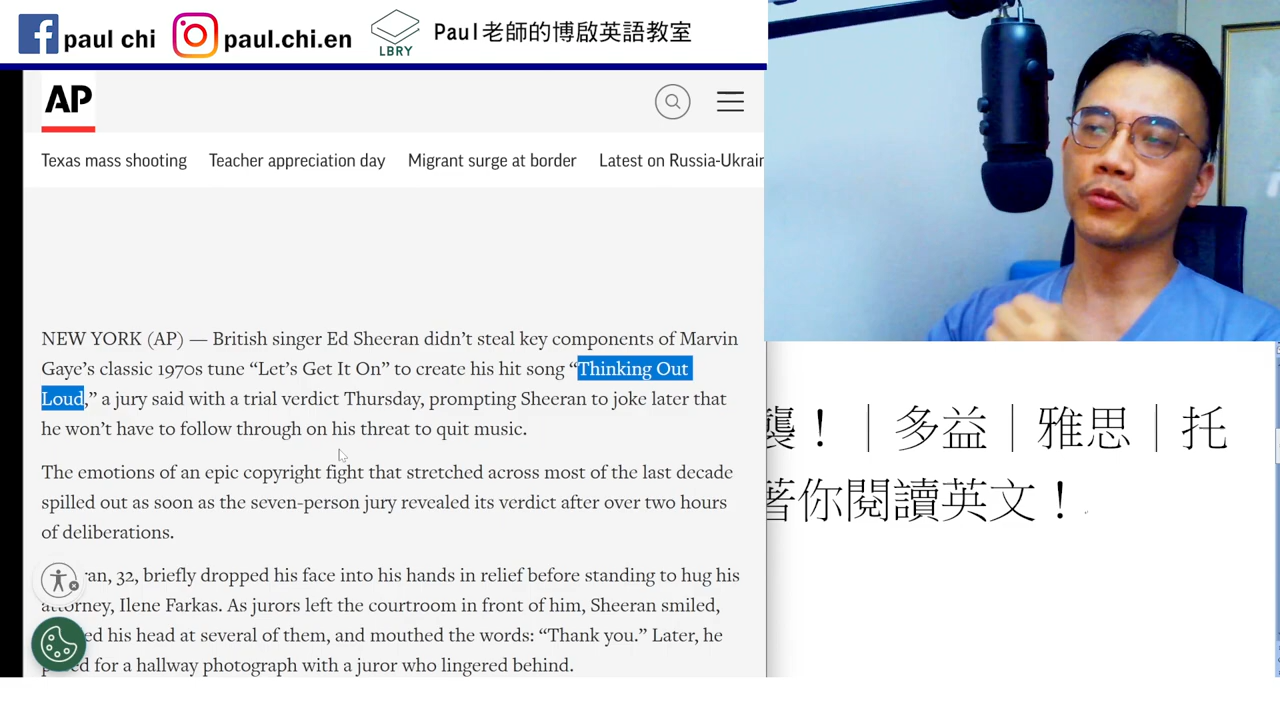 paul chi
paul.chi.en
LBRY
Paul老師的博啟英語教室
AP
Texas mass shooting
Teacher appreciation day
Migrant surge at border
Latest on Russia-Ukrain
NEW YORK (AP) — British singer Ed Sheeran didn’t steal key components of Marvin
Gaye’s classic 1970s tune “Let’s Get It On” to create his hit song “Thinking Out
Loud,” a jury said with a trial verdict Thursday, prompting Sheeran to joke later that
he won’t have to follow through on his threat to quit music.
The emotions of an epic copyright fight that stretched across most of the last decade
spilled out as soon as the seven-person jury revealed its verdict after over two hours
of deliberations.
ran, 32, briefly dropped his face into his hands in relief before standing to hug his
attorney, Ilene Farkas. As jurors left the courtroom in front of him, Sheeran smiled,
ed his head at several of them, and mouthed the words: “Thank you.” Later, he
posed for a hallway photograph with a juror who lingered behind.
襲！｜多益｜雅思｜托
著你閱讀英文！